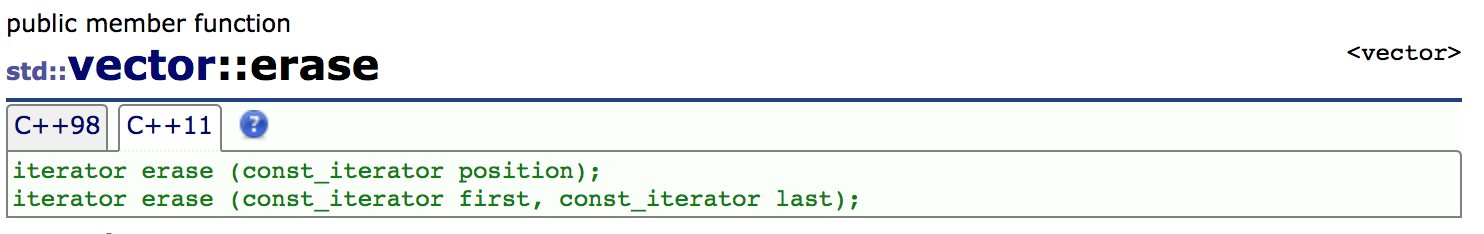 public member function
std::vector::erase
<vector>
C++98 C++11 ?
iterator erase (const_iterator position);
iterator erase (const_iterator first, const_iterator last);